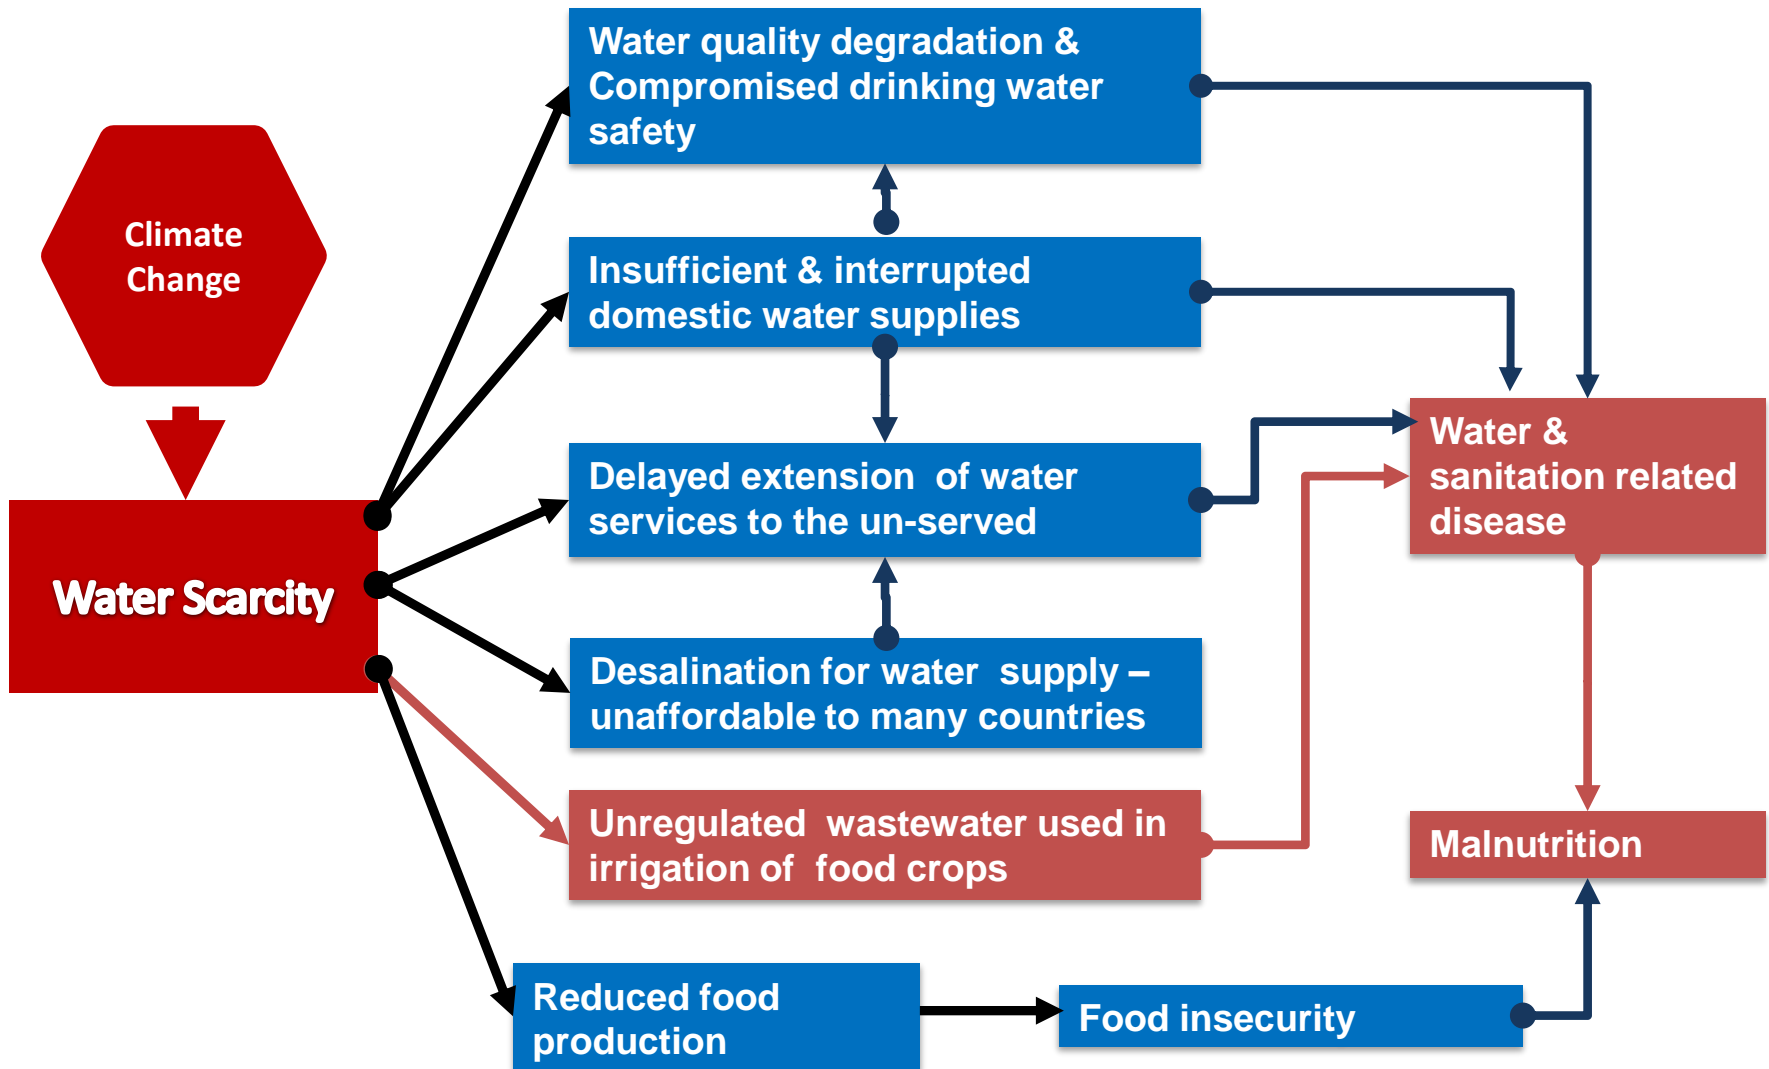 Climate
Change
Water Scarcity
Water quality degradation &
Compromised drinking water
safety
Insufficient & interrupted
domestic water supplies
Delayed extension  of water
services to the un-served
Desalination for water  supply –
unaffordable to many countries
Unregulated  wastewater used in
irrigation of  food crops
Reduced food
production
Food insecurity
Water &
sanitation related
disease
Malnutrition